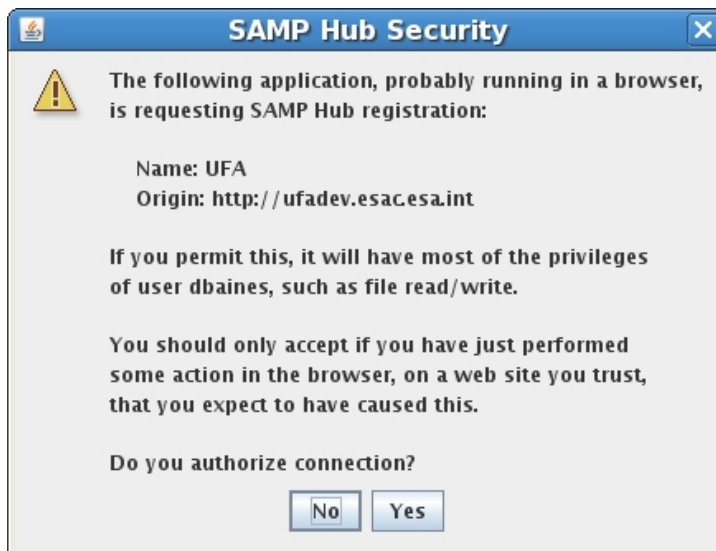 SAMP Hub Security
The following application, probably running in a browser,
is requesting SAMP Hub registration:
Name: UFA
Origin: http://ufadev.esac.esa.int
If you permit this, it will have most of the privileges
of user dbaines, such as file read/write.
You should only accept if you have just performed
some action in the browser, on a web site you trust,
that you expect to have caused this.
Do you authorize connection?
No Yes